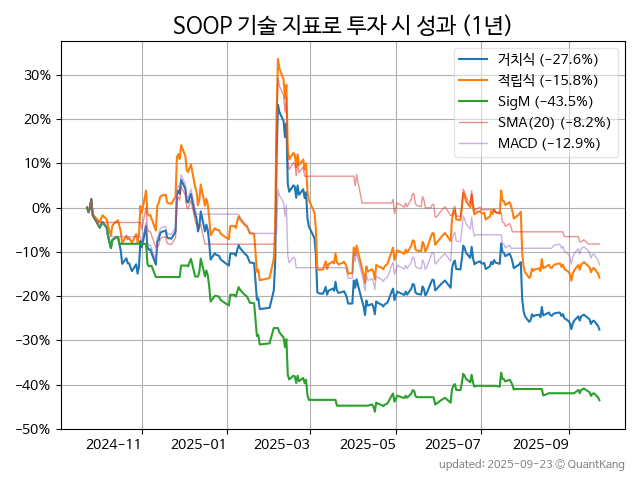 SOOP 기술 지표로 투자 시 성과 (1년)
거치식 (−27.6%)
적립식 (−15.8%)
SigM (−43.5%)
SMA(20) (−8.2%)
MACD (−12.9%)
30%
20%
10%
0%
−10%
−20%
−30%
−40%
−50%
2024-11 2025-01 2025-03 2025-05 2025-07 2025-09
updated: 2025-09-23 © QuantKang